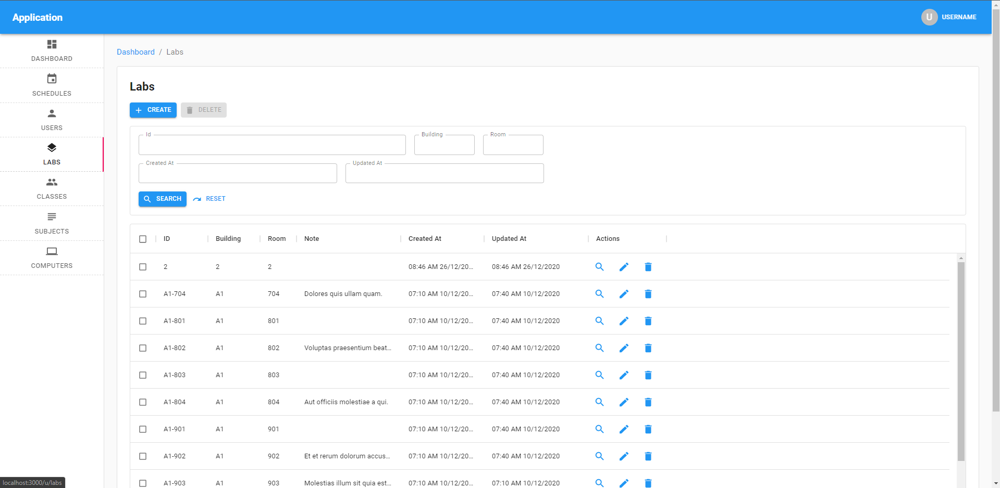 Application
U USERNAME
DASHBOARD
SCHEDULES
USERS
LABS
CLASSES
SUBJECTS
COMPUTERS
Dashboard / Labs
Labs
CREATE DELETE
Id Building Room
Created At Updated At
SEARCH RESET
ID Building Room Note Created At Updated At Actions
2 2 2 08:46 AM 26/12/20... 08:46 AM 26/12/2020
A1-704 A1 704 Dolores quis ullam quam. 07:10 AM 10/12/20... 07:40 AM 10/12/2020
A1-801 A1 801 07:10 AM 10/12/20... 07:40 AM 10/12/2020
A1-802 A1 802 Voluptas praesentium beat... 07:10 AM 10/12/20... 07:40 AM 10/12/2020
A1-803 A1 803 07:10 AM 10/12/20... 07:40 AM 10/12/2020
A1-804 A1 804 Aut officiis molestiae a qui. 07:10 AM 10/12/20... 07:40 AM 10/12/2020
A1-901 A1 901 07:10 AM 10/12/20... 07:40 AM 10/12/2020
A1-902 A1 902 Et et rerum dolorum accus... 07:10 AM 10/12/20... 07:40 AM 10/12/2020
A1-903 A1 903 Molestias illum sit quia est... 07:10 AM 10/12/20... 07:10 AM 10/12/2020
localhost:3000/u/labs